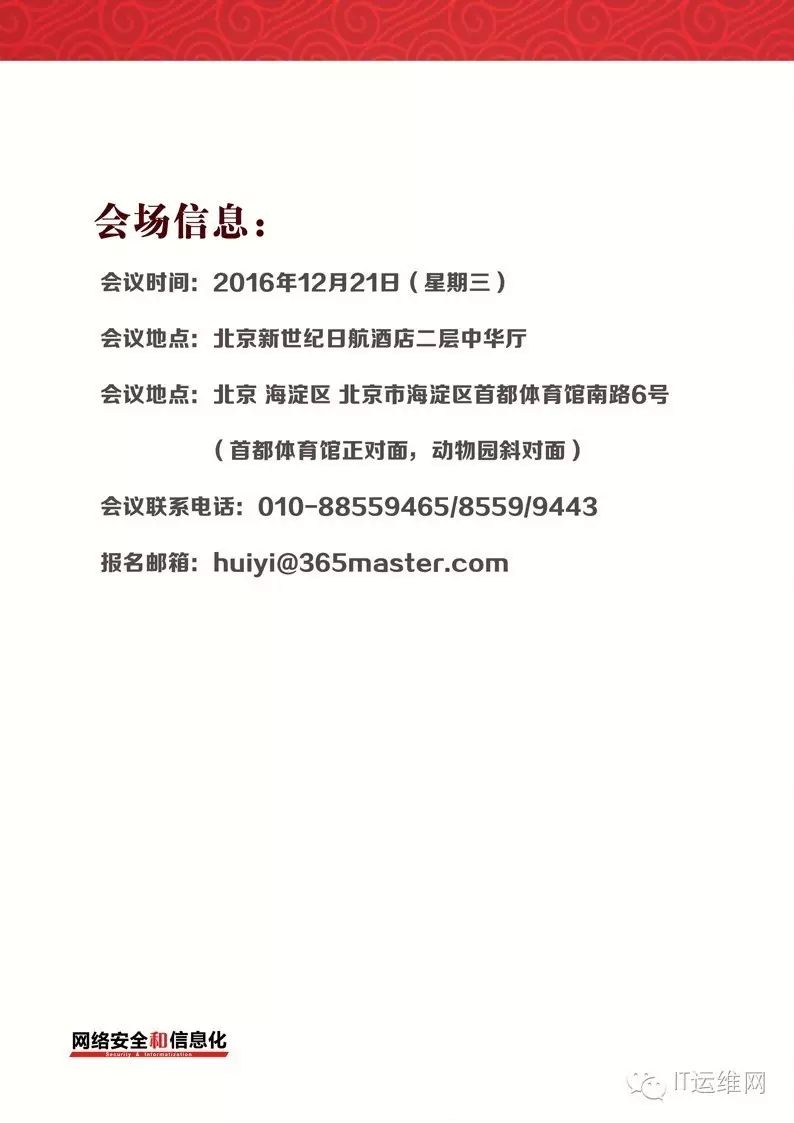 会场信息：
会议时间：2016年12月21日（星期三）
会议地点：北京新世纪日航酒店二层中华厅
会议地点：北京 海淀区 北京市海淀区首都体育馆南路6号
（首都体育馆正对面，动物园斜对面）
会议联系电话：010-88559465/8559/9443
报名邮箱：huiyi@365master.com
网络安全和信息化
Security & Informatization
IT运维网